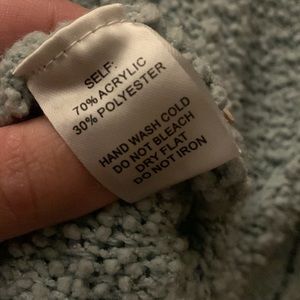 SELF:
70% ACRYLIC
30% POLYESTER
HAND WASH COLD
DO NOT BLEACH
DRY FLAT
DO NOT IRON